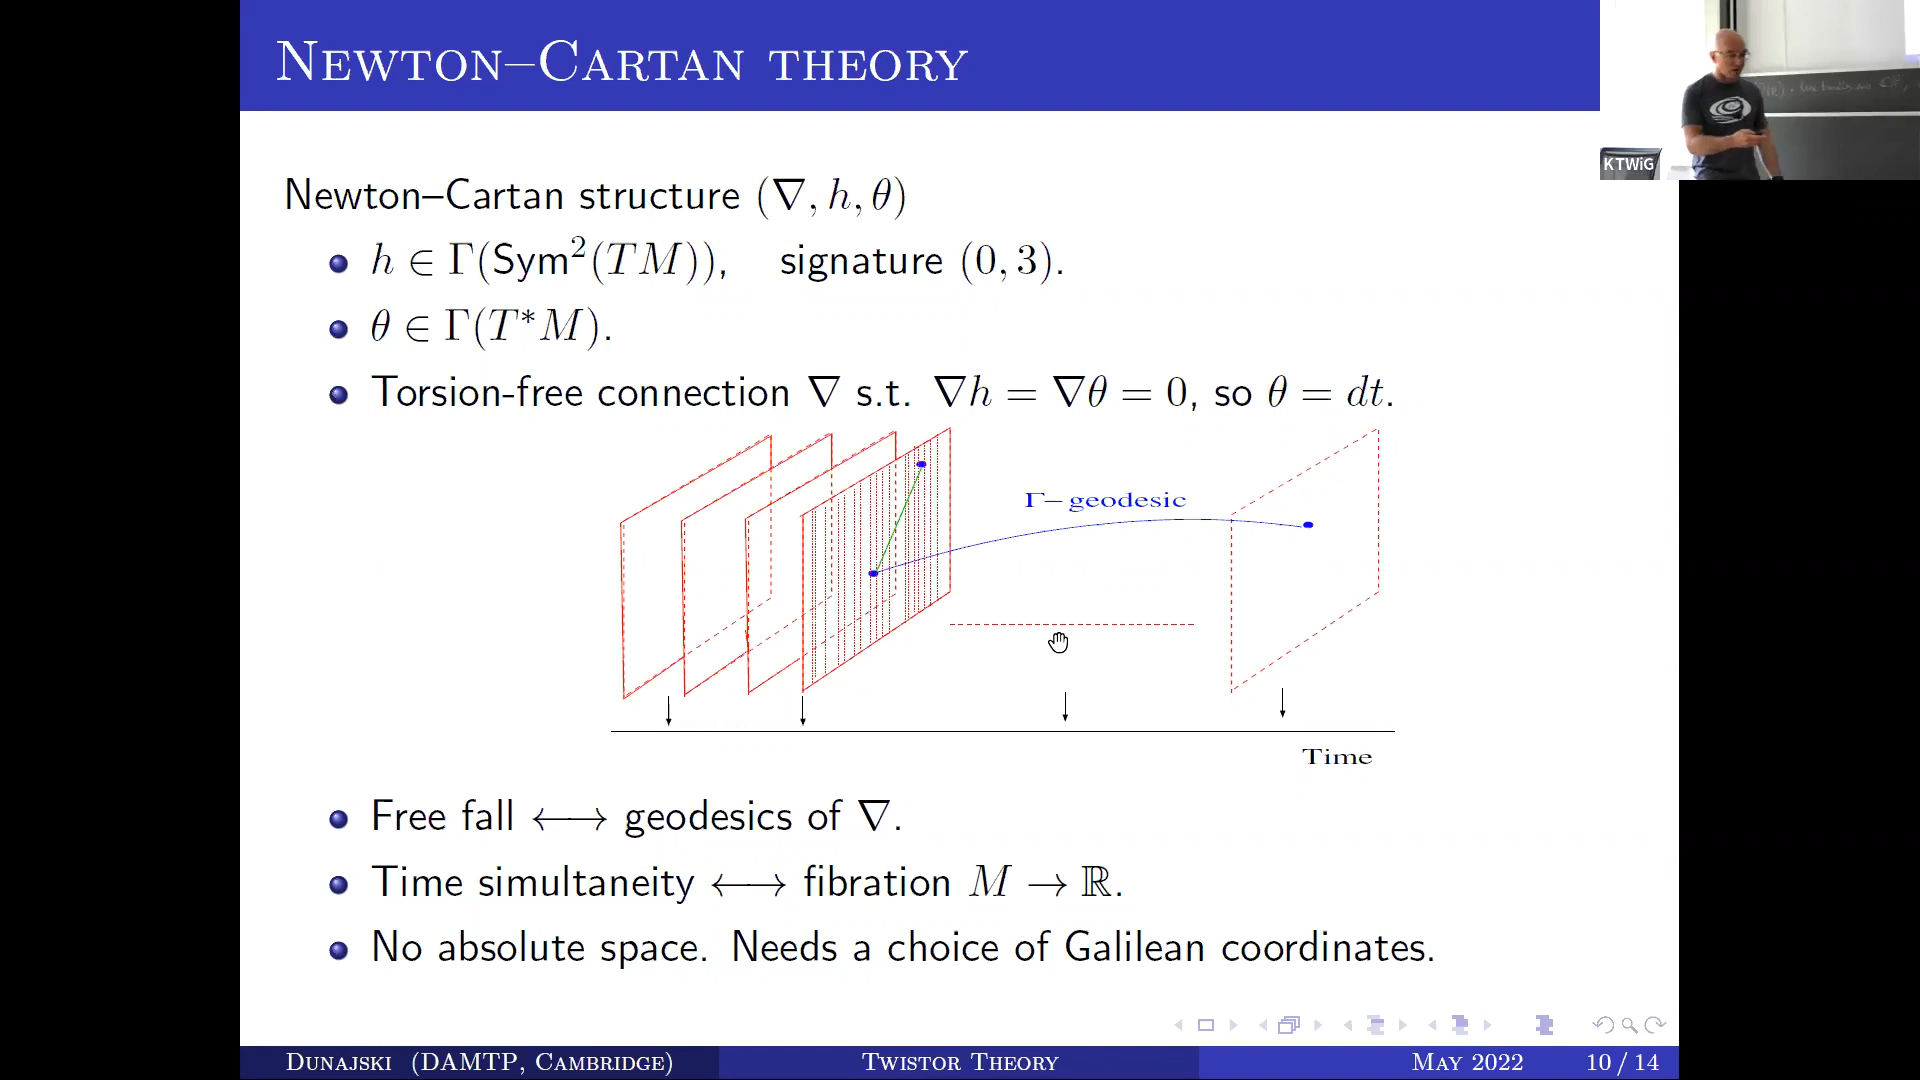 Newton–Cartan theory
KTWiG
Newton–Cartan structure (∇, h, θ)
h ∈ Γ(Sym²(TM)), signature (0, 3).
θ ∈ Γ(T*M).
Torsion-free connection ∇ s.t. ∇h = ∇θ = 0, so θ = dt.
Γ– geodesic
Time
Free fall ⟷ geodesics of ∇.
Time simultaneity ⟷ fibration M → ℝ.
No absolute space. Needs a choice of Galilean coordinates.
Dunajski (DAMTP, Cambridge) Twistor Theory May 2022 10 / 14